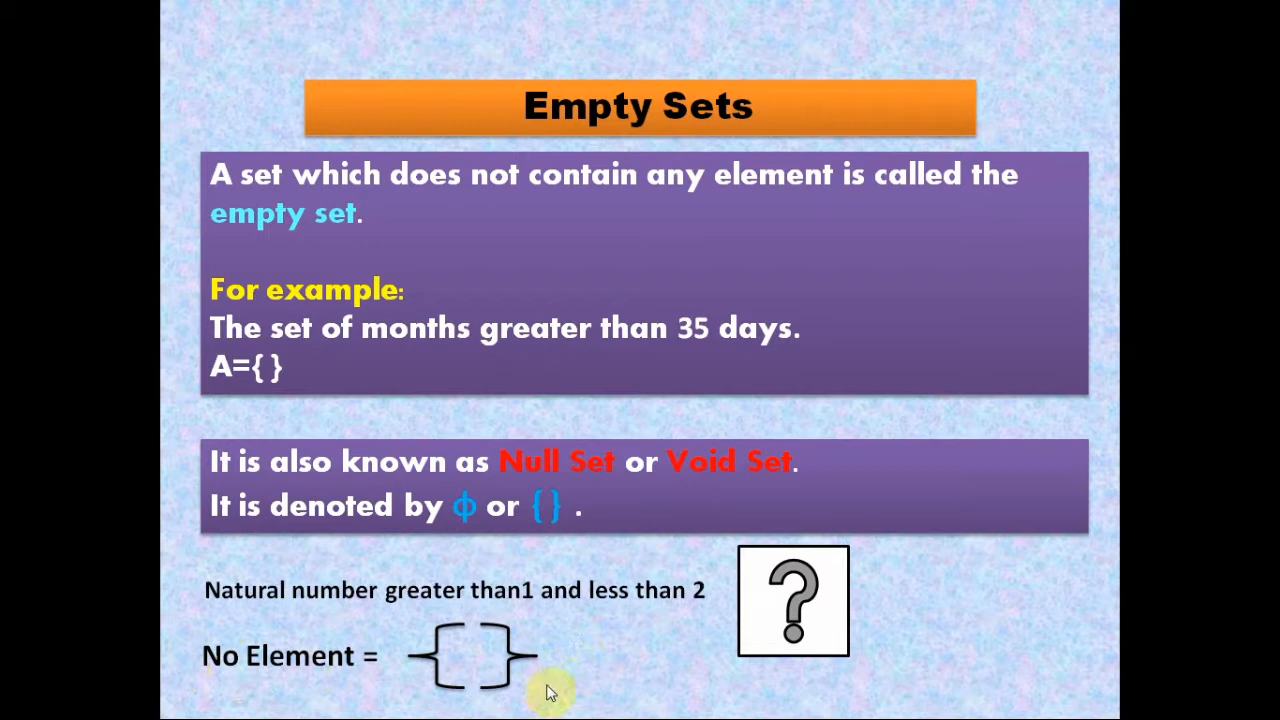 Empty Sets
A set which does not contain any element is called the
empty set.
For example:
The set of months greater than 35 days.
A={ }
It is also known as Null Set or Void Set.
It is denoted by ф or { } .
Natural number greater than1 and less than 2
?
No Element = { }